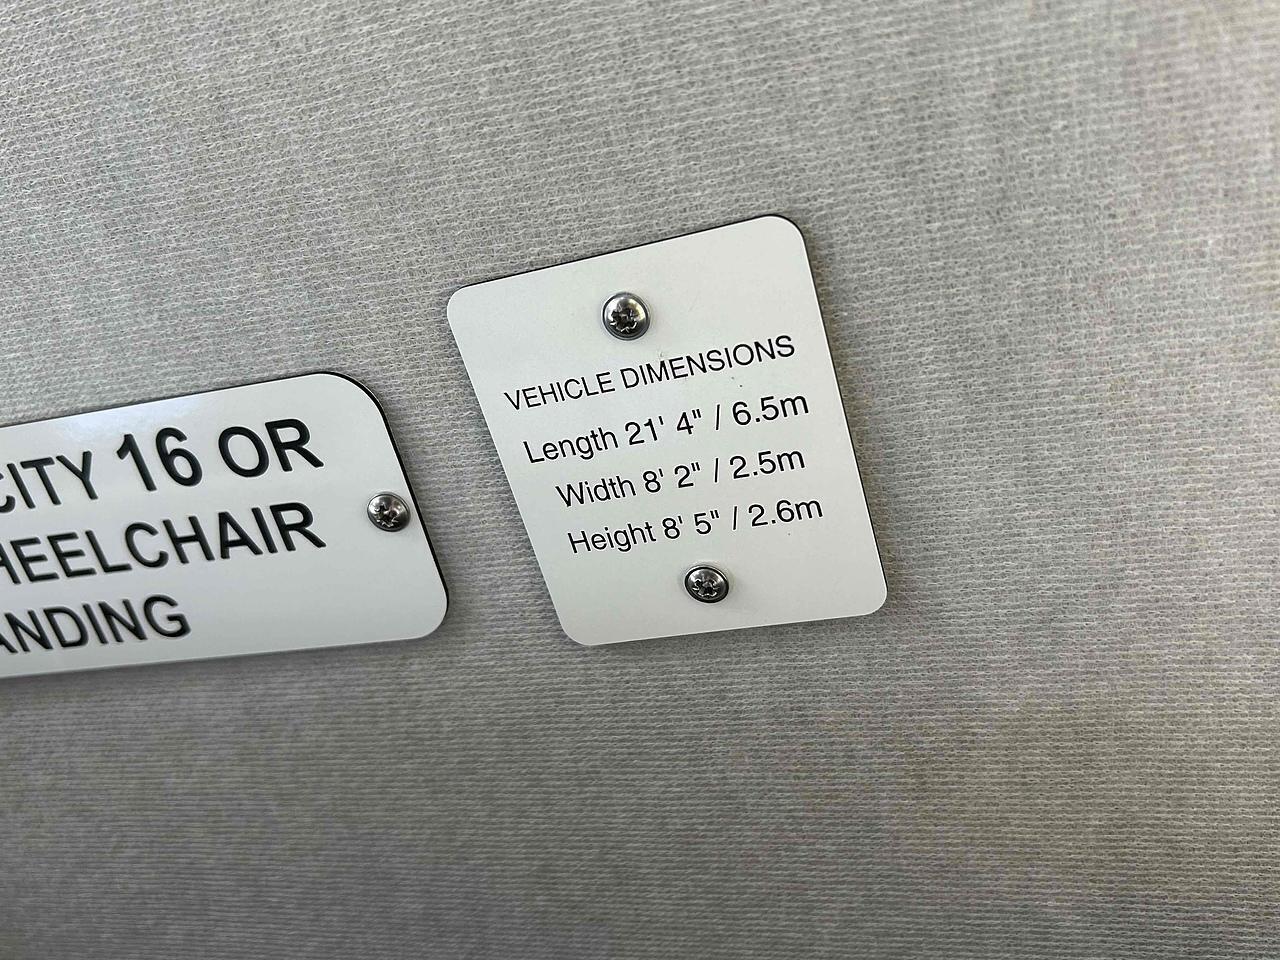 CITY 16 OR
HEELCHAIR
ANDING
VEHICLE DIMENSIONS
Length 21' 4" / 6.5m
Width 8' 2" / 2.5m
Height 8' 5" / 2.6m